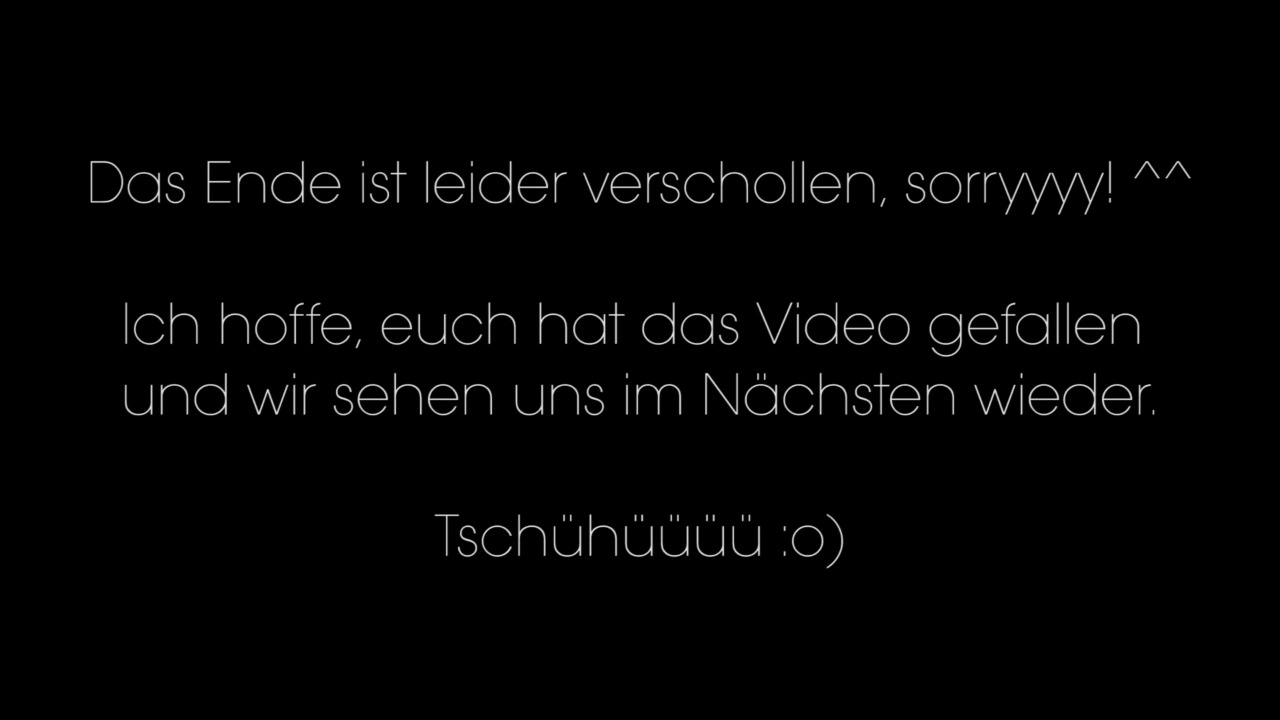 Das Ende ist leider verschollen, sorryyyy! ^^
Ich hoffe, euch hat das Video gefallen
und wir sehen uns im Nächsten wieder.
Tschühüüüü :o)